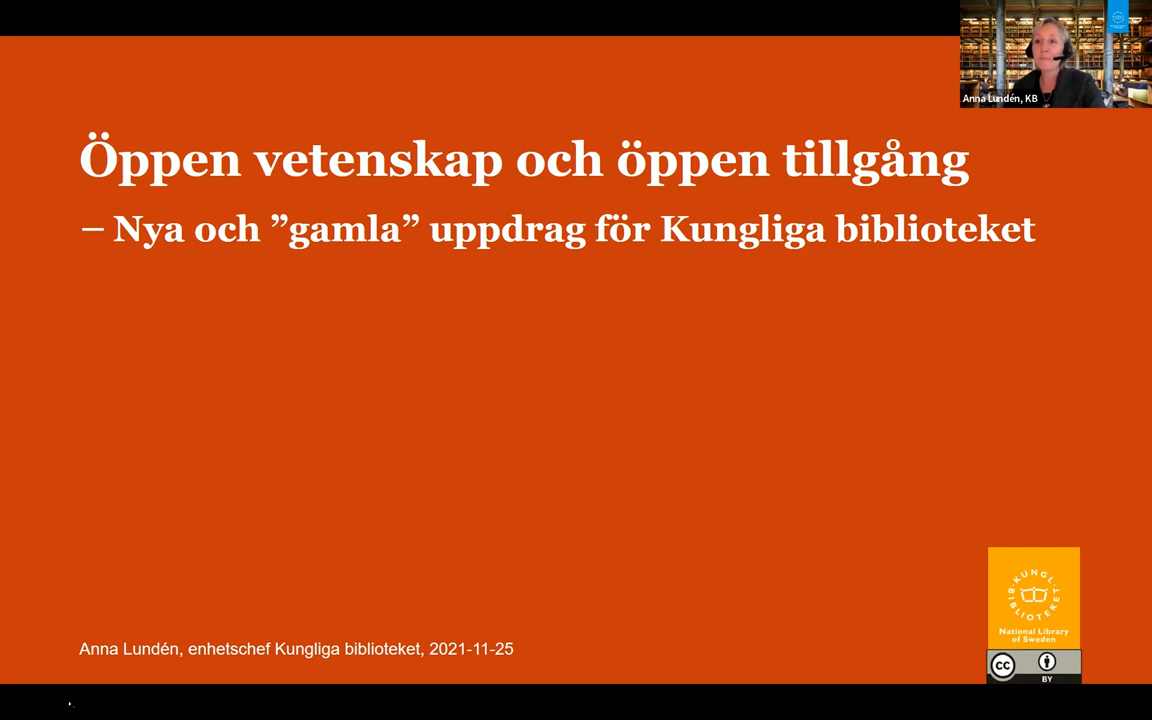 Anna Lundén, KB
Öppen vetenskap och öppen tillgång
– Nya och ”gamla” uppdrag för Kungliga biblioteket
KUNGL.
BIBLIOTEKET
National Library
of Sweden
Anna Lundén, enhetschef Kungliga biblioteket, 2021-11-25
cc
BY